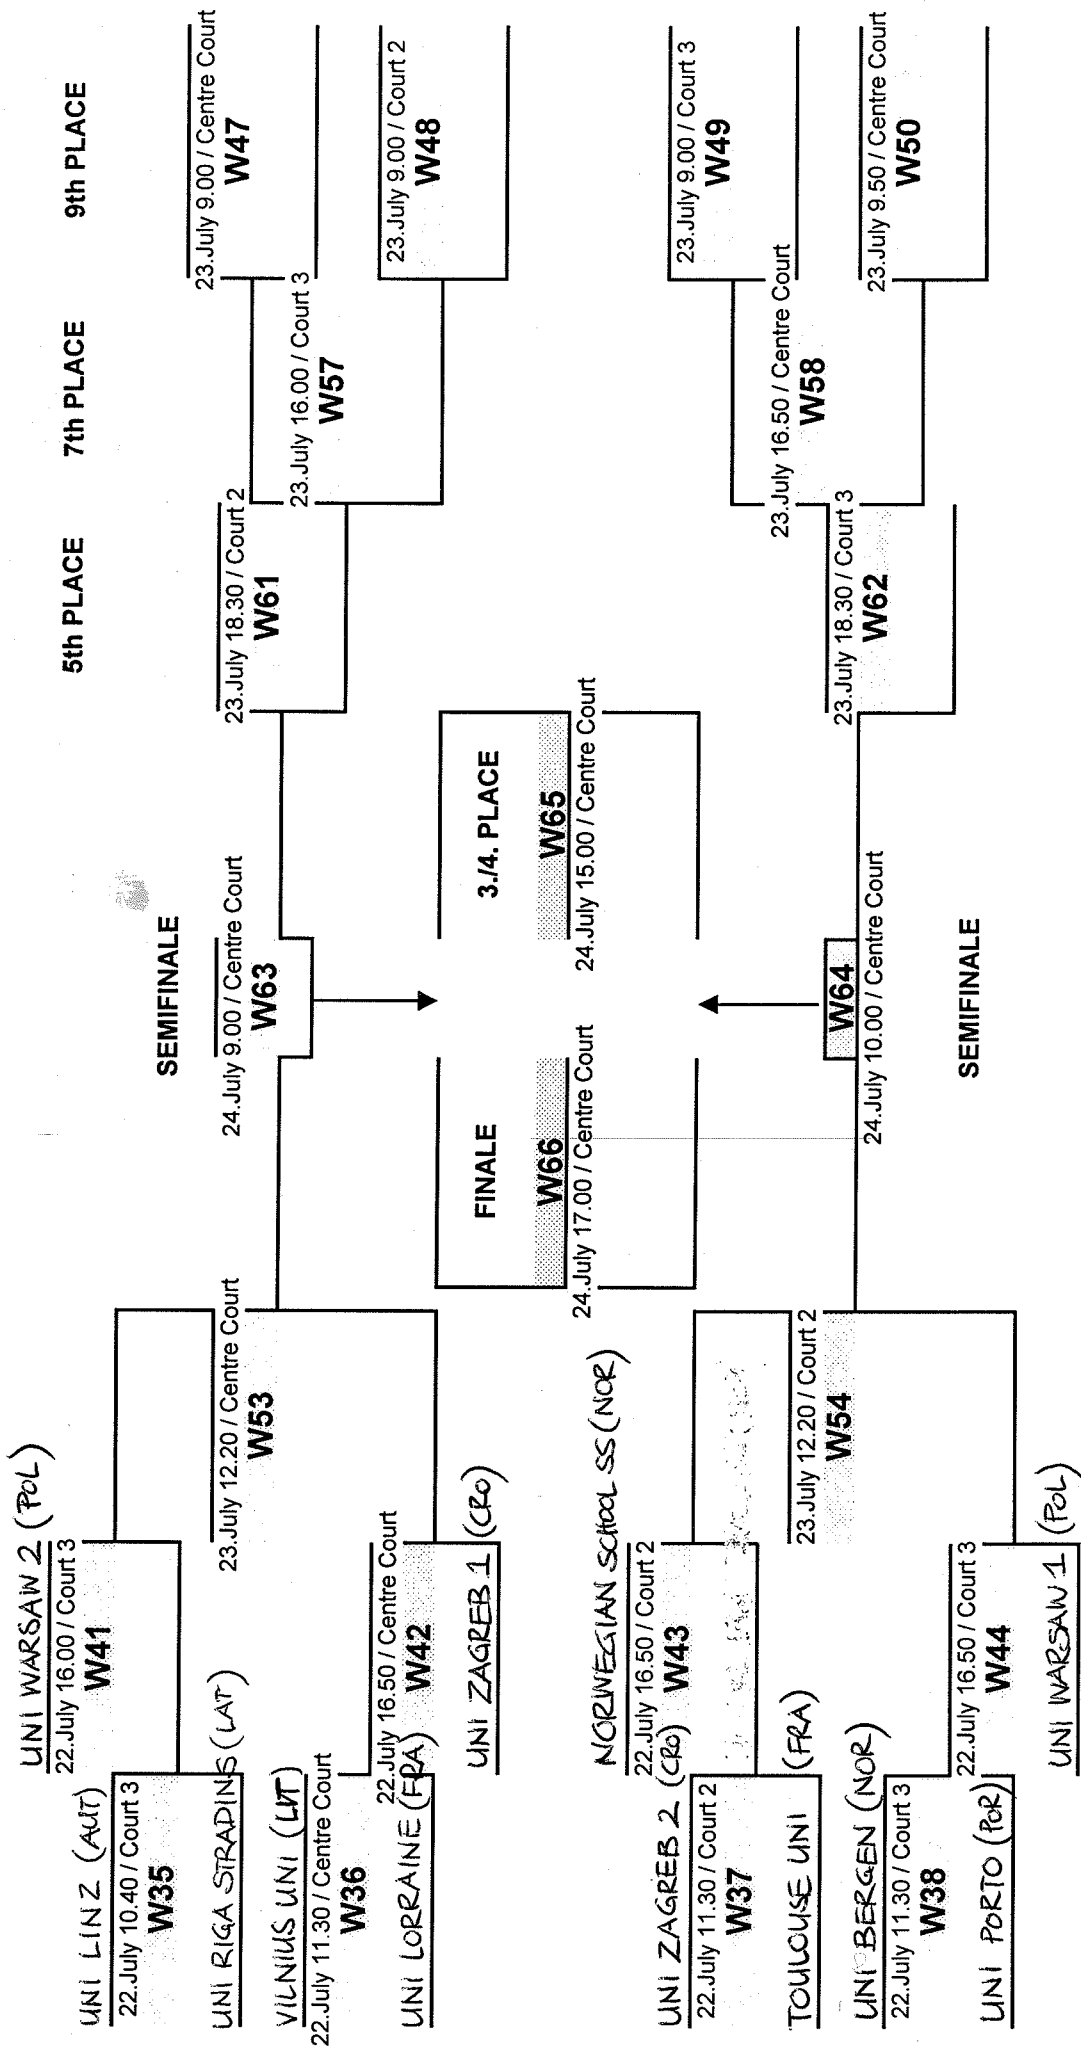 UNI LINZ (AUT)
22.July 10.40 / Court 3
W35
UNI RIGA STRADINS (LAT)
VILNIUS UNI (LIT)
22.July 11.30 / Centre Court
W36
UNI LORRAINE (FRA)
UNI ZAGREB 2 (CRO)
22.July 11.30 / Court 2
W37
TOULOUSE UNI (FRA)
UNI BERGEN (NOR)
22.July 11.30 / Court 3
W38
UNI PORTO (POR)
UNI WARSAW 2 (POL)
22.July 16.00 / Court 3
W41
22.July 16.50 / Centre Court
W42
UNI ZAGREB 1 (CRO)
NORWEGIAN SCHOOL SS (NOR)
22.July 16.50 / Court 2
W43
22.July 16.50 / Court 3
W44
UNI WARSAW 1 (POL)
23.July 12.20 / Centre Court
W53
23.July 12.20 / Court 2
W54
SEMIFINALE
24.July 9.00 / Centre Court
W63
FINALE
W66
24.July 17.00 / Centre Court
3./4. PLACE
W65
24.July 15.00 / Centre Court
W64
24.July 10.00 / Centre Court
SEMIFINALE
5th PLACE
23.July 18.30 / Court 2
W61
23.July 18.30 / Court 3
W62
7th PLACE
23.July 16.00 / Court 3
W57
23.July 16.50 / Centre Court
W58
9th PLACE
23.July 9.00 / Centre Court
W47
23.July 9.00 / Court 2
W48
23.July 9.00 / Court 3
W49
23.July 9.50 / Centre Court
W50